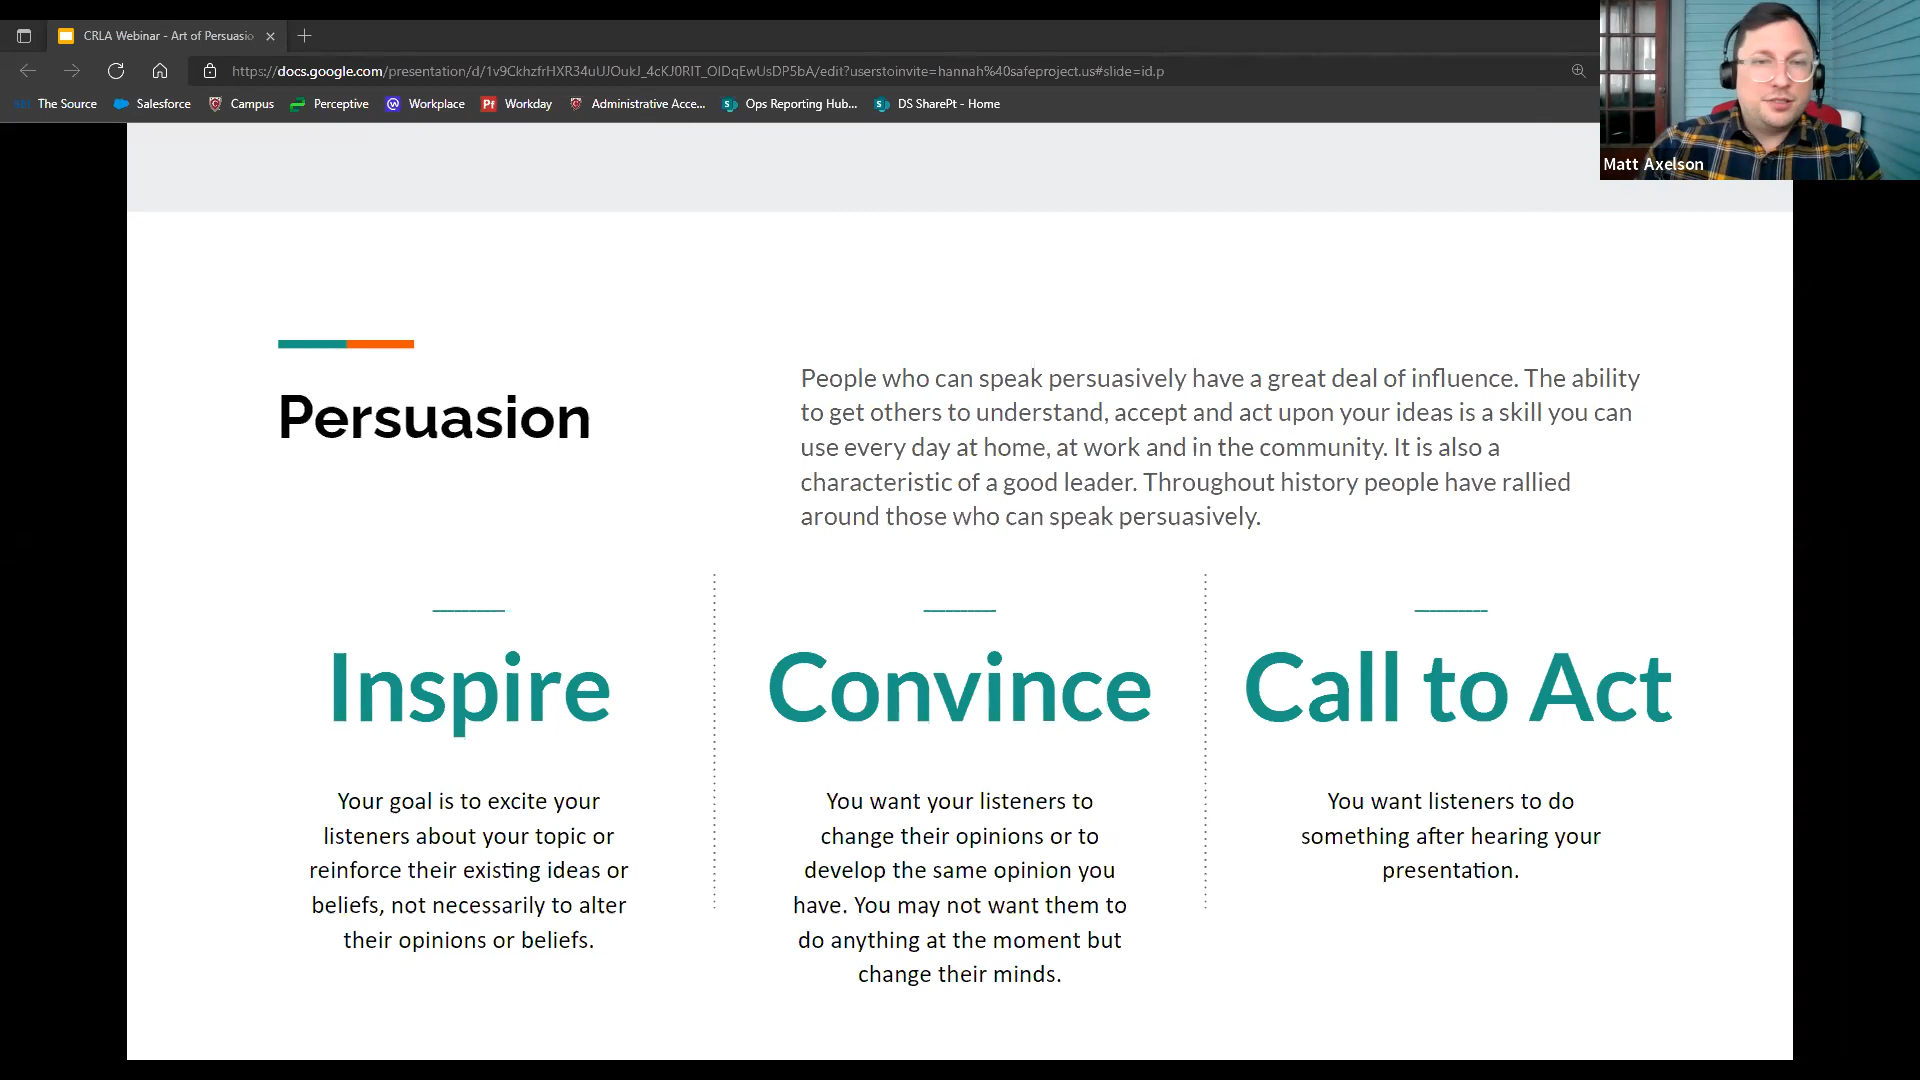 CRLA Webinar - Art of Persuasio
https://docs.google.com/presentation/d/1v9CkhzfrHXR34uUJOukJ_4cKJ0RIT_OlDqEwUsDP5bA/edit?userstoinvite=hannah%40safeproject.us#slide=id.p
The Source Salesforce Campus Perceptive Workplace Workday Administrative Acce... Ops Reporting Hub... DS SharePt - Home
Matt Axelson
Persuasion
People who can speak persuasively have a great deal of influence. The ability
to get others to understand, accept and act upon your ideas is a skill you can
use every day at home, at work and in the community. It is also a
characteristic of a good leader. Throughout history people have rallied
around those who can speak persuasively.
Inspire
Your goal is to excite your
listeners about your topic or
reinforce their existing ideas or
beliefs, not necessarily to alter
their opinions or beliefs.
Convince
You want your listeners to
change their opinions or to
develop the same opinion you
have. You may not want them to
do anything at the moment but
change their minds.
Call to Act
You want listeners to do
something after hearing your
presentation.